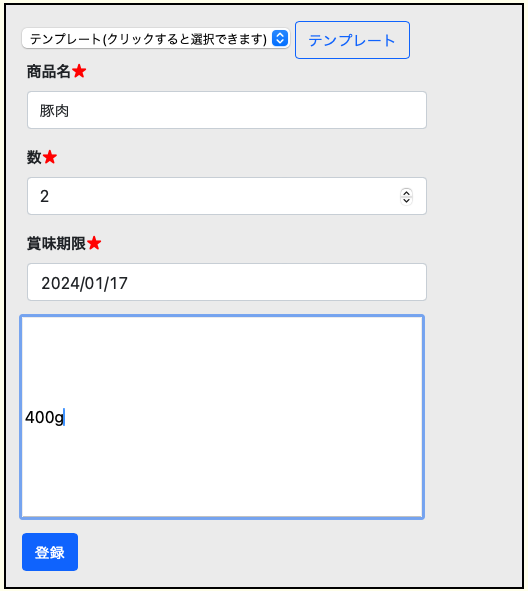 テンプレート(クリックすると選択できます) テンプレート
商品名★
豚肉
数★
2
賞味期限★
2024/01/17
400g
登録